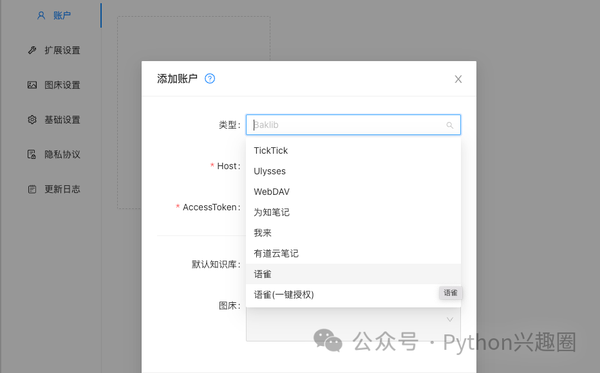 账户
扩展设置
图床设置
基础设置
隐私协议
更新日志
添加账户
类型：
Baklib
* Host：
* AccessToken：
默认知识库：
图床：
TickTick
Ulysses
WebDAV
为知笔记
我来
有道云笔记
语雀
语雀(一键授权)
语雀
公众号 · Python兴趣圈